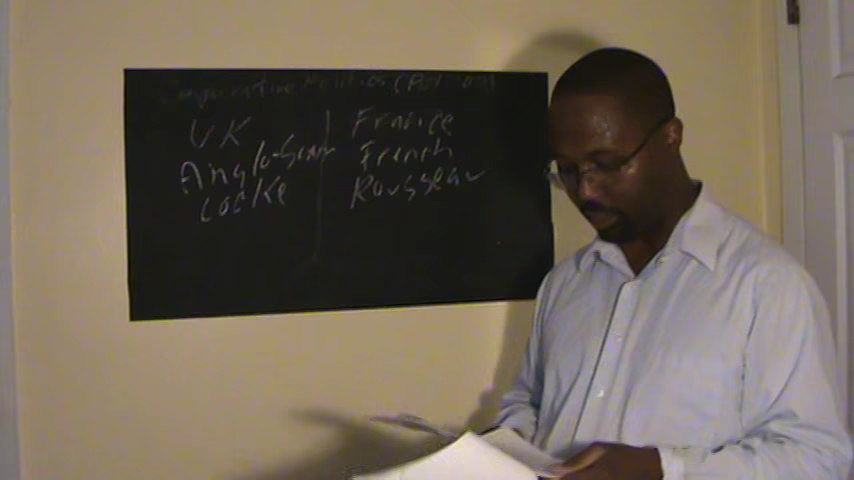 Comparative Politics
UK
Anglo-Saxon
Locke
France
French
Rousseau